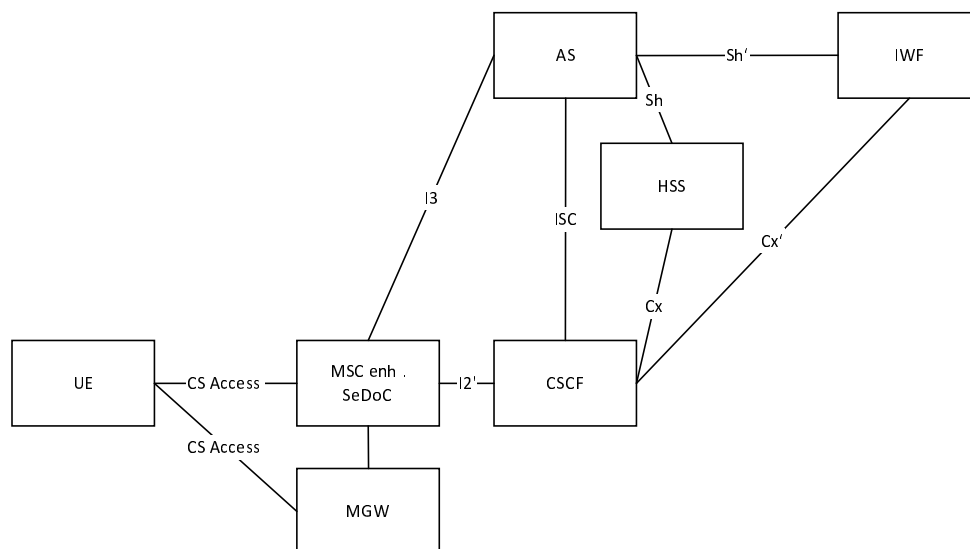 AS
Sh'
IWF
Sh
HSS
I3
ISC
Cx'
Cx
UE
CS Access
MSC enh .
SeDoC
I2'
CSCF
CS Access
MGW